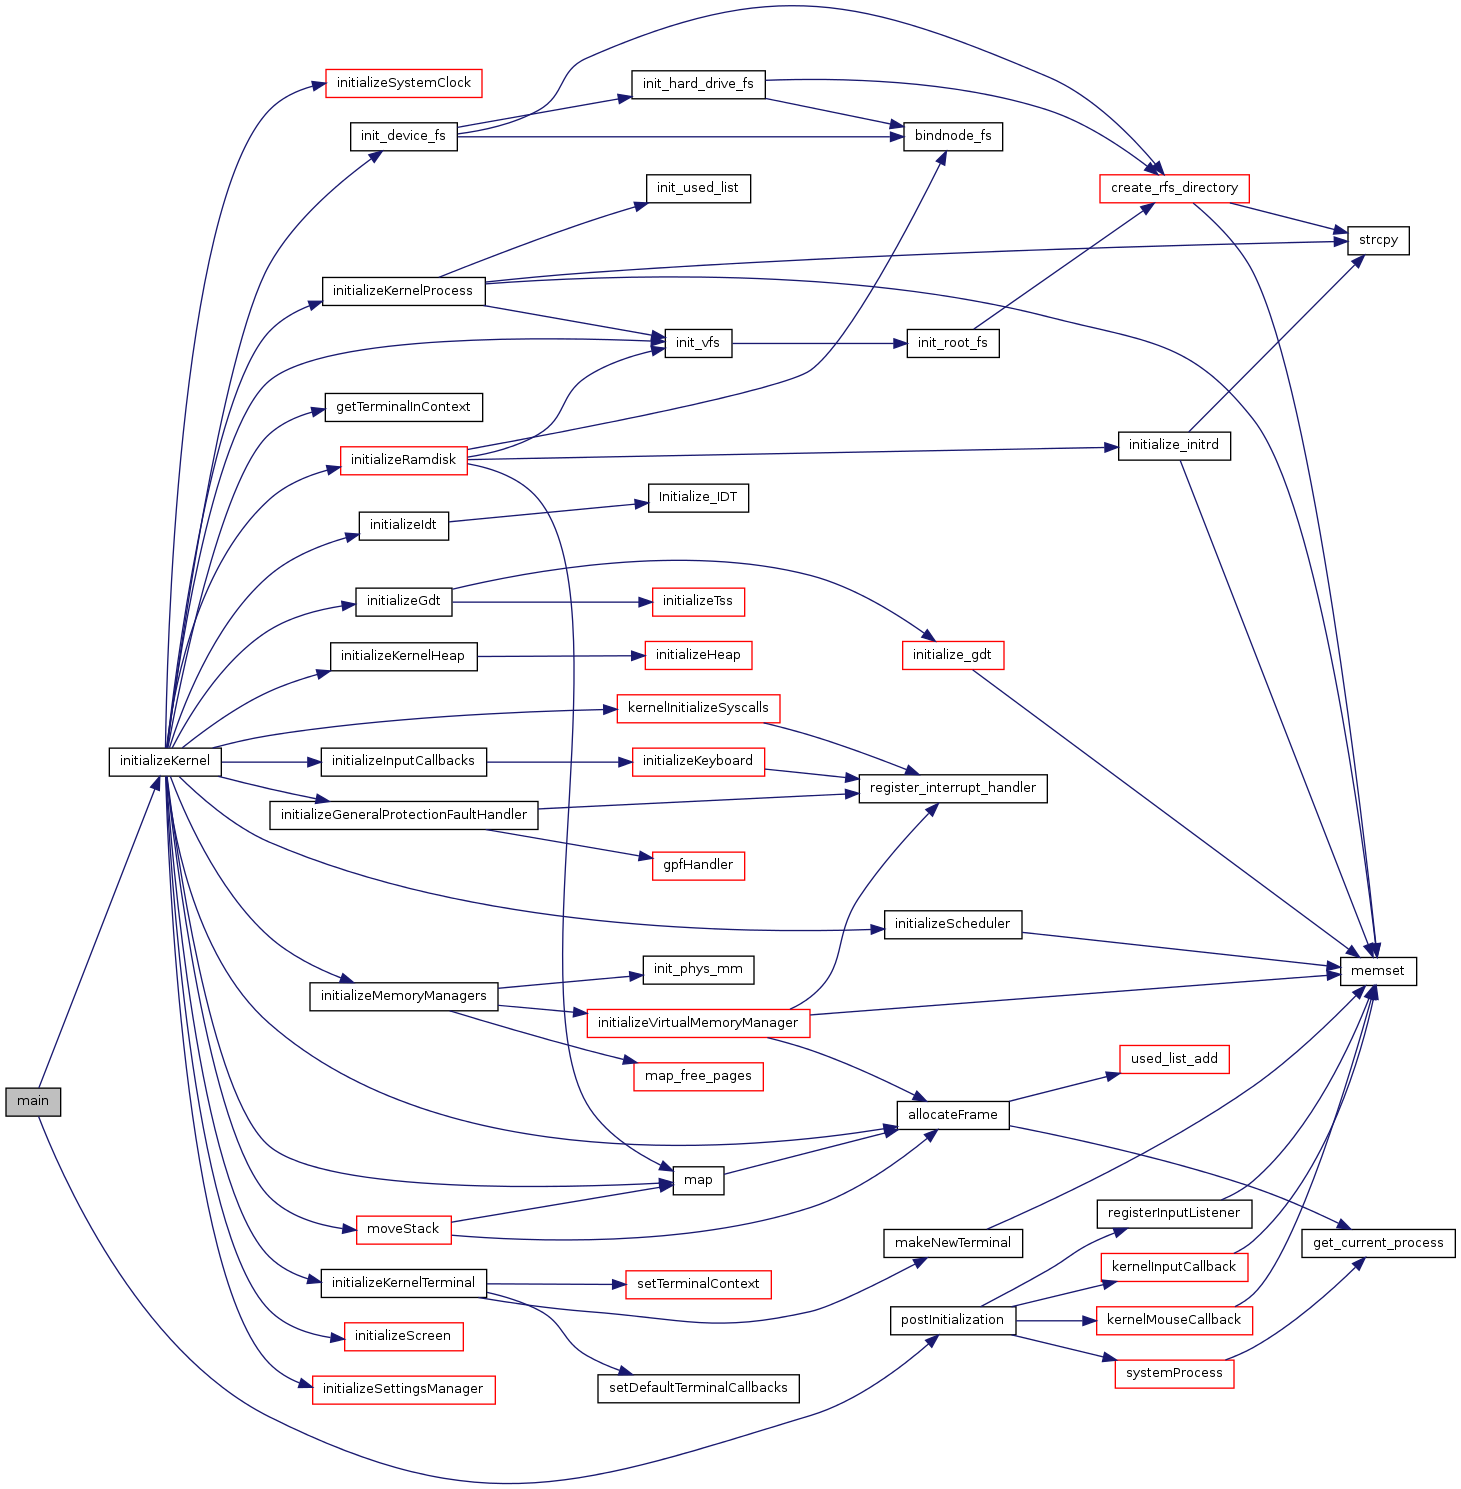 initializeSystemClock
init_hard_drive_fs
init_device_fs
bindnode_fs
init_used_list
create_rfs_directory
strcpy
initializeKernelProcess
init_vfs
init_root_fs
getTerminalInContext
initializeRamdisk
initialize_initrd
Initialize_IDT
initializeIdt
initializeGdt
initializeTss
initializeKernelHeap
initializeHeap
initialize_gdt
kernelInitializeSyscalls
initializeKernel
initializeInputCallbacks
initializeKeyboard
register_interrupt_handler
initializeGeneralProtectionFaultHandler
gpfHandler
initializeScheduler
init_phys_mm
memset
initializeMemoryManagers
initializeVirtualMemoryManager
used_list_add
map_free_pages
main
allocateFrame
map
registerInputListener
moveStack
makeNewTerminal
get_current_process
kernelInputCallback
initializeKernelTerminal
setTerminalContext
postInitialization
kernelMouseCallback
initializeScreen
systemProcess
initializeSettingsManager
setDefaultTerminalCallbacks